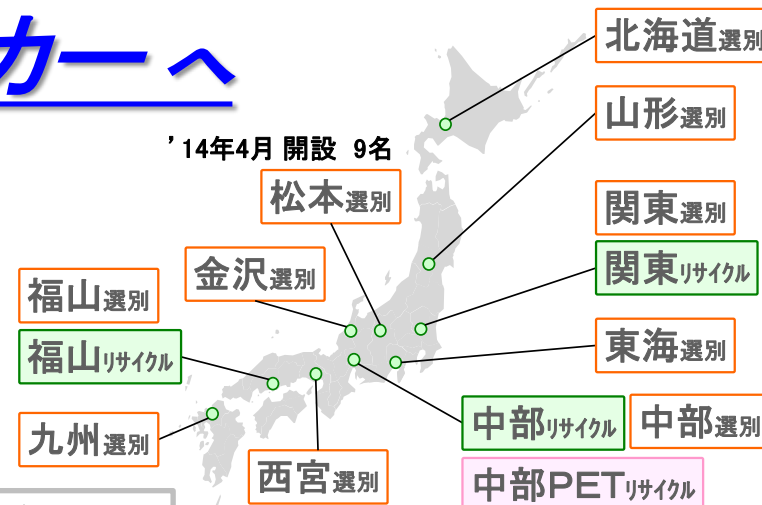 カー へ
北海道選別
'14年4月 開設 9名
山形選別
松本選別
関東選別
関東リサイクル
金沢選別
福山選別
福山リサイクル
東海選別
九州選別
中部リサイクル
中部選別
西宮選別
中部PETリサイクル